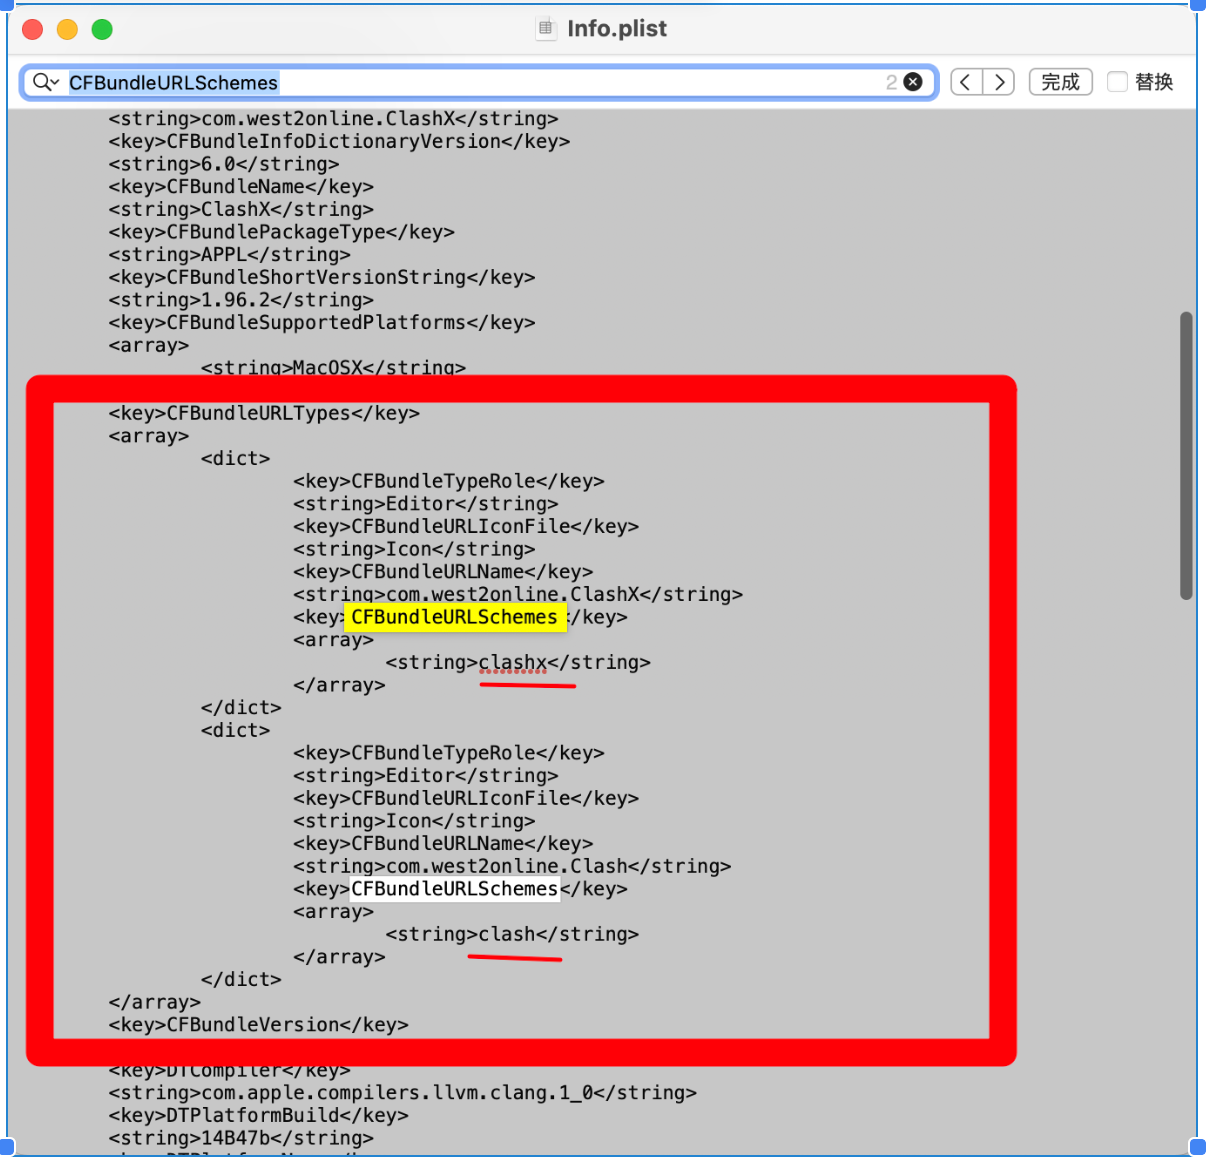 Info.plist
CFBundleURLSchemes 2 完成 替换
<string>com.west2online.ClashX</string>
<key>CFBundleInfoDictionaryVersion</key>
<string>6.0</string>
<key>CFBundleName</key>
<string>ClashX</string>
<key>CFBundlePackageType</key>
<string>APPL</string>
<key>CFBundleShortVersionString</key>
<string>1.96.2</string>
<key>CFBundleSupportedPlatforms</key>
<array>
<string>MacOSX</string>
<key>CFBundleURLTypes</key>
<array>
<dict>
<key>CFBundleTypeRole</key>
<string>Editor</string>
<key>CFBundleURLIconFile</key>
<string>Icon</string>
<key>CFBundleURLName</key>
<string>com.west2online.ClashX</string>
<key>CFBundleURLSchemes</key>
<array>
<string>clashx</string>
</array>
</dict>
<dict>
<key>CFBundleTypeRole</key>
<string>Editor</string>
<key>CFBundleURLIconFile</key>
<string>Icon</string>
<key>CFBundleURLName</key>
<string>com.west2online.Clash</string>
<key>CFBundleURLSchemes</key>
<array>
<string>clash</string>
</array>
</dict>
</array>
<key>CFBundleVersion</key>
<key>DTCompiler</key>
<string>com.apple.compilers.llvm.clang.1_0</string>
<key>DTPlatformBuild</key>
<string>14B47b</string>